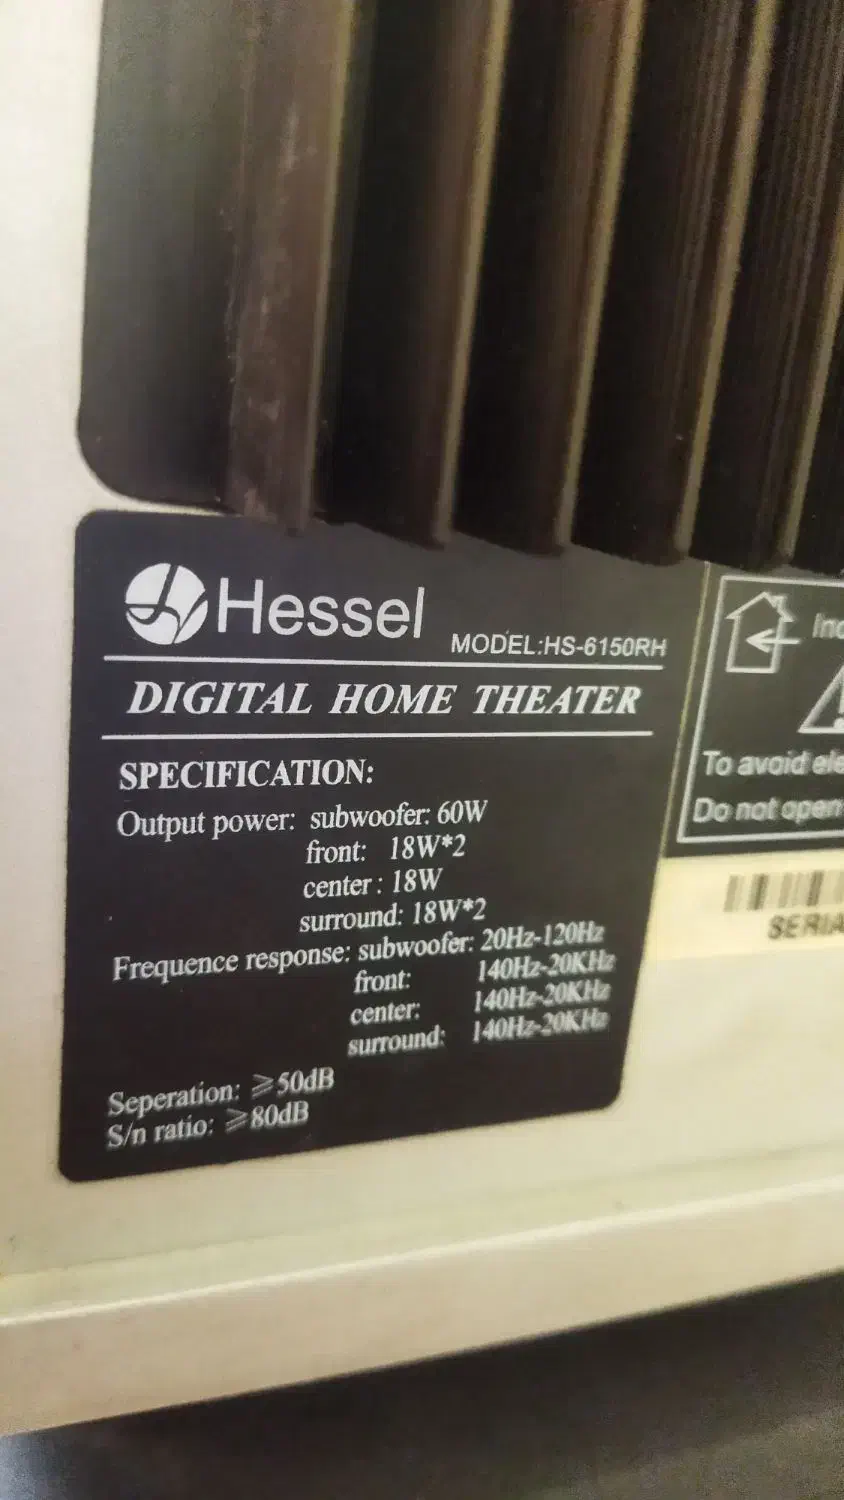 Hessel
MODEL:HS-6150RH
DIGITAL HOME THEATER
SPECIFICATION:
Output power: subwoofer: 60W
front: 18W*2
center: 18W
surround: 18W*2
Frequence response: subwoofer: 20Hz-120Hz
front: 140Hz-20KHz
center: 140Hz-20KHz
surround: 140Hz-20KHz
Seperation: ⩾50dB
S/n ratio: ⩾80dB
To avoid ele
Do not open
SERIA